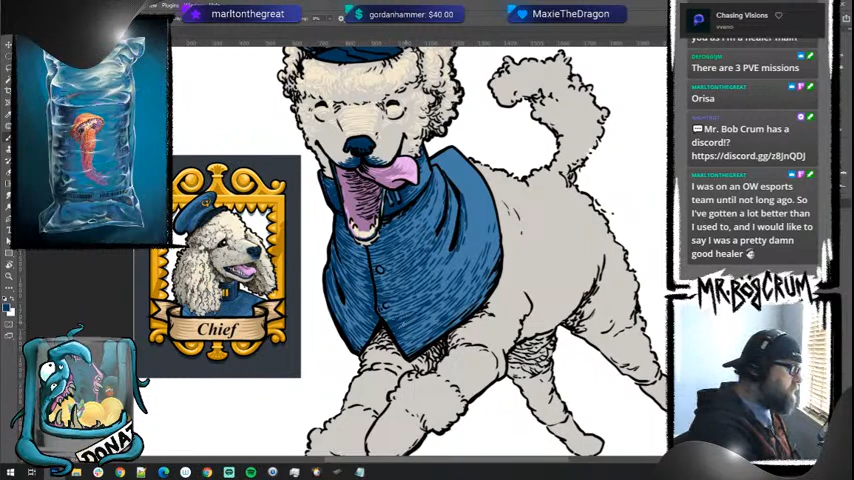 Plugins
marltonthegreat
gordanhammer: $40.00
MaxieTheDragon
Chasing Visions
you as I'm a healer main
There are 3 PVE missions
MARLTONTHEGREAT
Orisa
NIGHTBOT
Mr. Bob Crum has a
discord!?
https://discord.gg/z8JnQDJ
MARLTONTHEGREAT
I was on an OW esports
team until not long ago. So
I've gotten a lot better than
I used to, and I would like to
say I was a pretty damn
good healer
Chief
MR.BOBCRUM
DONAT